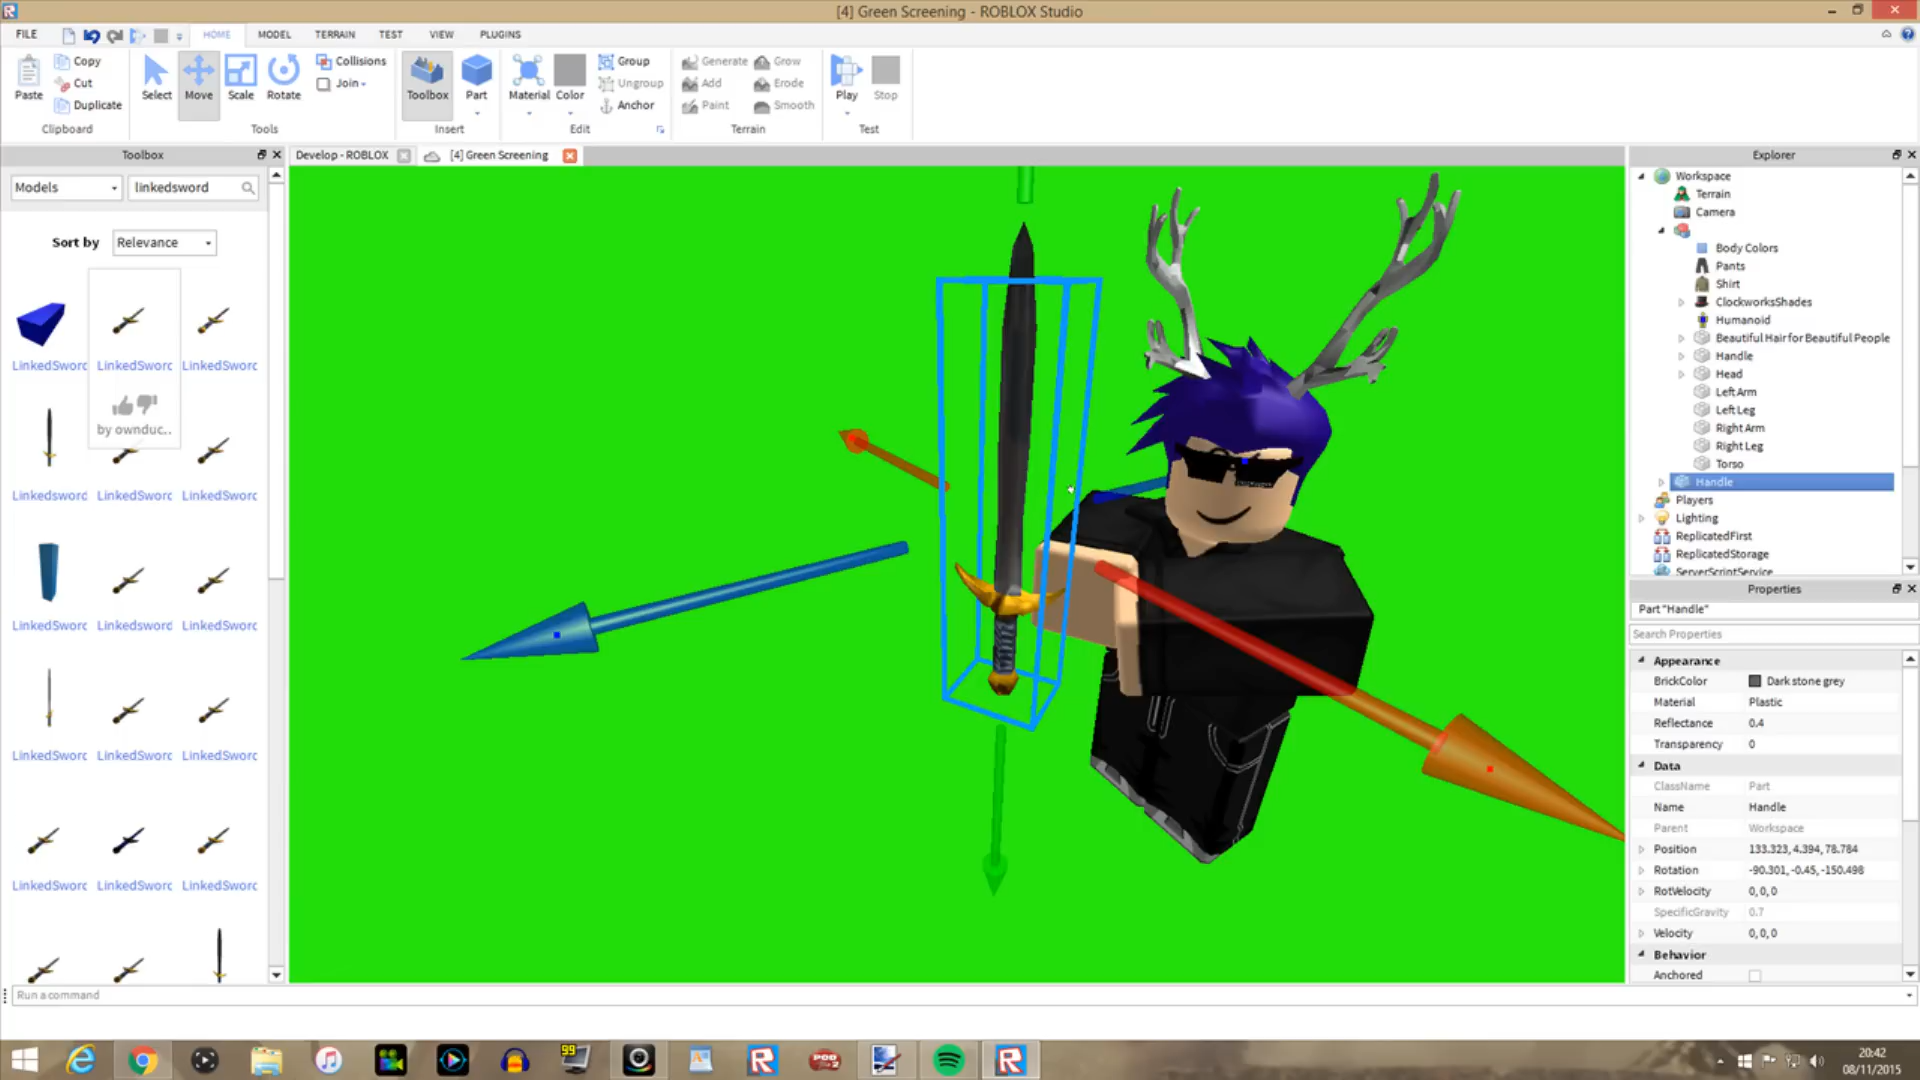 [4] Green Screening - ROBLOX Studio
FILE HOME MODEL TERRAIN TEST VIEW PLUGINS
Paste
Copy
Cut
Duplicate
Clipboard
Select
Move
Scale
Rotate
Collisions
Join
Tools
Toolbox
Part
Insert
Material
Color
Group
Ungroup
Anchor
Edit
Generate Grow
Add Erode
Paint Smooth
Terrain
Play
Stop
Test
Toolbox
Models
linkedsword
Sort by Relevance
LinkedSworc LinkedSworc LinkedSworc
by ownduc..
Linkedsworc LinkedSworc LinkedSworc
LinkedSworc Linkedsworc LinkedSworc
LinkedSworc LinkedSworc LinkedSworc
LinkedSworc LinkedSworc LinkedSworc
Develop - ROBLOX
[4] Green Screening
Explorer
Workspace
Terrain
Camera
Body Colors
Pants
Shirt
ClockworksShades
Humanoid
Beautiful Hair for Beautiful People
Handle
Head
Left Arm
Left Leg
Right Arm
Right Leg
Torso
Handle
Players
Lighting
ReplicatedFirst
ReplicatedStorage
ServerScriptService
Properties
Part "Handle"
Search Properties
Appearance
BrickColor Dark stone grey
Material Plastic
Reflectance 0.4
Transparency 0
Data
ClassName Part
Name Handle
Parent Workspace
Position 133.323, 4.394, 78.784
Rotation -90.301, -0.45, -150.498
RotVelocity 0, 0, 0
SpecificGravity 0.7
Velocity 0, 0, 0
Behavior
Anchored
Run a command
99
20:42
08/11/2015